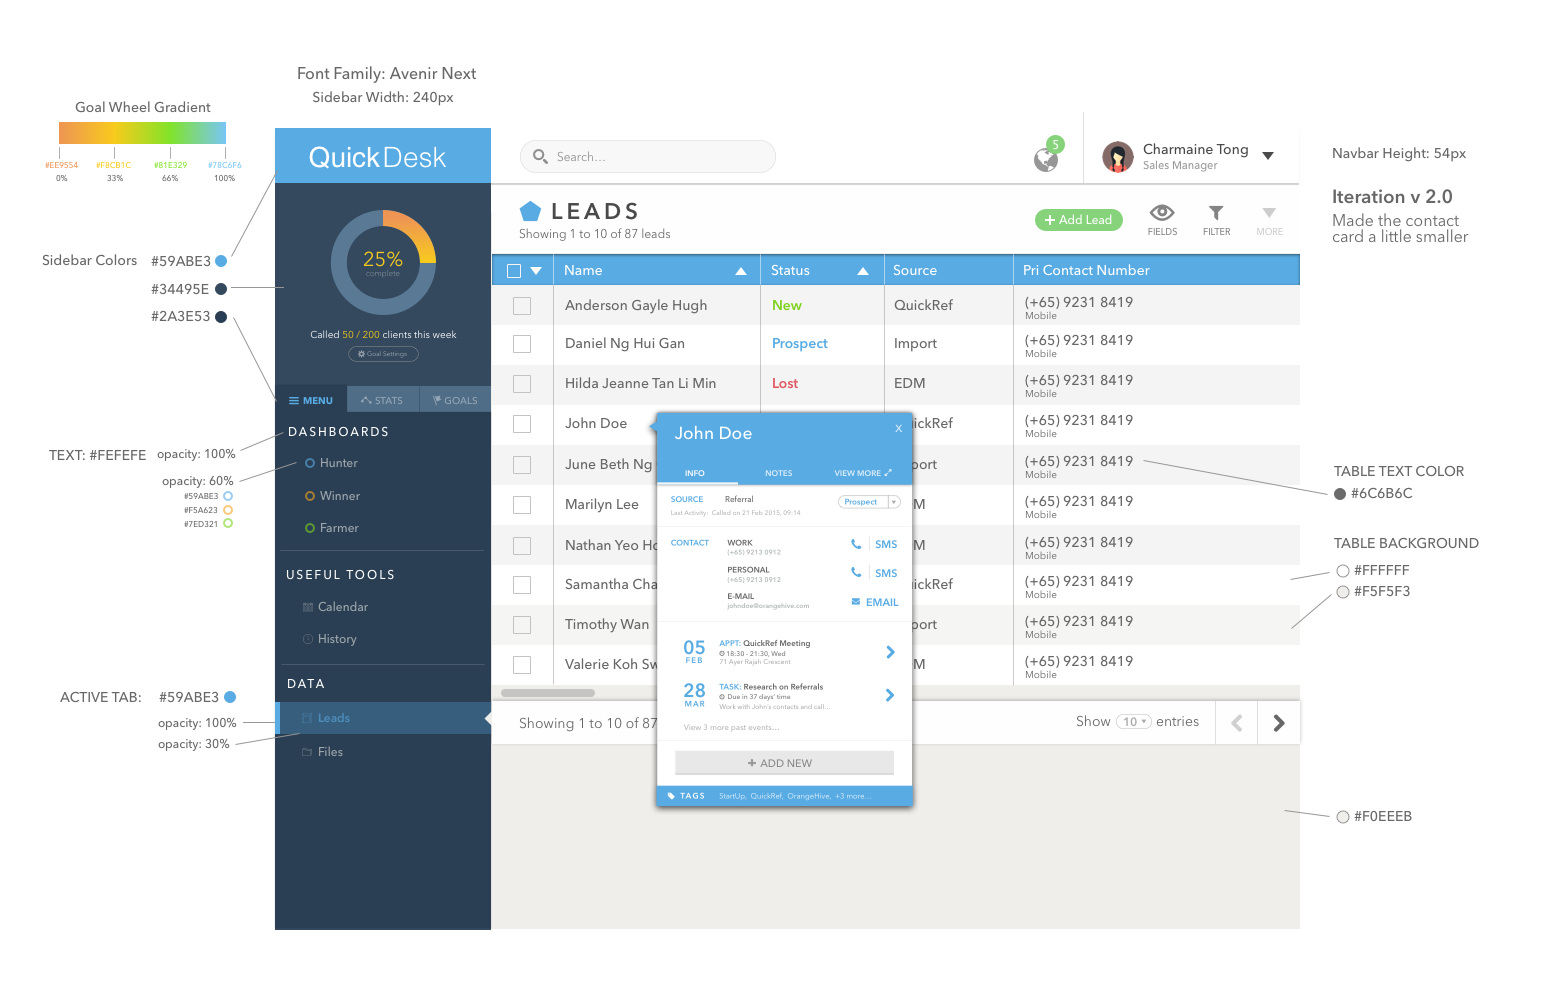 Font Family: Avenir Next
Sidebar Width: 240px
Goal Wheel Gradient
#EE9554 #F8CB1C #81E329 #7BC6F6
0% 33% 66% 100%
Sidebar Colors #59ABE3
#34495E
#2A3E53
TEXT: #FEFEFE opacity: 100%
opacity: 60%
#59ABE3
#F5A623
#7ED321
ACTIVE TAB: #59ABE3
opacity: 100%
opacity: 30%
QuickDesk
25%
complete
Called 50 / 200 clients this week
Goal Settings
MENU STATS GOALS
DASHBOARDS
Hunter
Winner
Farmer
USEFUL TOOLS
Calendar
History
DATA
Leads
Files
Search...
5
Charmaine Tong
Sales Manager
LEADS
Showing 1 to 10 of 87 leads
+ Add Lead
FIELDS FILTER MORE
Name Status Source Pri Contact Number
Anderson Gayle Hugh New QuickRef (+65) 9231 8419
Mobile
Daniel Ng Hui Gan Prospect Import (+65) 9231 8419
Mobile
Hilda Jeanne Tan Li Min Lost EDM (+65) 9231 8419
Mobile
John Doe ickRef (+65) 9231 8419
Mobile
June Beth Ng port (+65) 9231 8419
Mobile
Marilyn Lee M (+65) 9231 8419
Mobile
Nathan Yeo Ho M (+65) 9231 8419
Mobile
Samantha Cha ickRef (+65) 9231 8419
Mobile
Timothy Wan port (+65) 9231 8419
Mobile
Valerie Koh Sw M (+65) 9231 8419
Mobile
Showing 1 to 10 of 87
Show 10 entries
John Doe X
INFO NOTES VIEW MORE
SOURCE Referral Prospect
Last Activity: Called on 21 Feb 2015, 09:14
CONTACT WORK
(+65) 9213 0912
SMS
PERSONAL
(+65) 9213 0912
SMS
E-MAIL
johndoe@orangehive.com
EMAIL
05
FEB
APPT: QuickRef Meeting
18:30 - 21:30, Wed
71 Ayer Rajah Crescent
28
MAR
TASK: Research on Referrals
Due in 37 days' time
Work with John's contacts and call...
View 3 more past events...
+ ADD NEW
TAGS StartUp, QuickRef, OrangeHive, +3 more...
Navbar Height: 54px
Iteration v 2.0
Made the contact
card a little smaller
TABLE TEXT COLOR
#6C6B6C
TABLE BACKGROUND
#FFFFFF
#F5F5F3
#F0EEEB